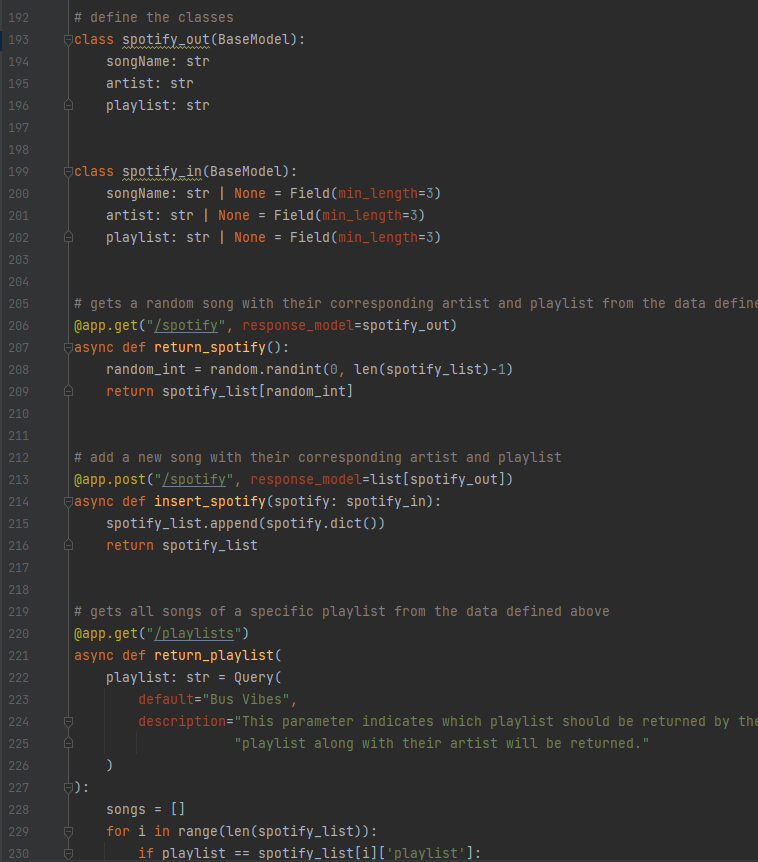 192 # define the classes
193 class spotify_out(BaseModel):
194     songName: str
195     artist: str
196     playlist: str
197
198
199 class spotify_in(BaseModel):
200     songName: str | None = Field(min_length=3)
201     artist: str | None = Field(min_length=3)
202     playlist: str | None = Field(min_length=3)
203
204
205 # gets a random song with their corresponding artist and playlist from the data define
206 @app.get("/spotify", response_model=spotify_out)
207 async def return_spotify():
208     random_int = random.randint(0, len(spotify_list)-1)
209     return spotify_list[random_int]
210
211
212 # add a new song with their corresponding artist and playlist
213 @app.post("/spotify", response_model=list[spotify_out])
214 async def insert_spotify(spotify: spotify_in):
215     spotify_list.append(spotify.dict())
216     return spotify_list
217
218
219 # gets all songs of a specific playlist from the data defined above
220 @app.get("/playlists")
221 async def return_playlist(
222     playlist: str = Query(
223         default="Bus Vibes",
224         description="This parameter indicates which playlist should be returned by the
225                     "playlist along with their artist will be returned."
226     )
227 ):
228     songs = []
229     for i in range(len(spotify_list)):
230         if playlist == spotify_list[i]['playlist']: